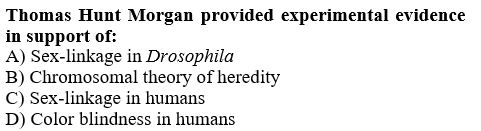 Thomas Hunt Morgan provided experimental evidence
in support of:
A) Sex-linkage in Drosophila
B) Chromosomal theory of heredity
C) Sex-linkage in humans
D) Color blindness in humans